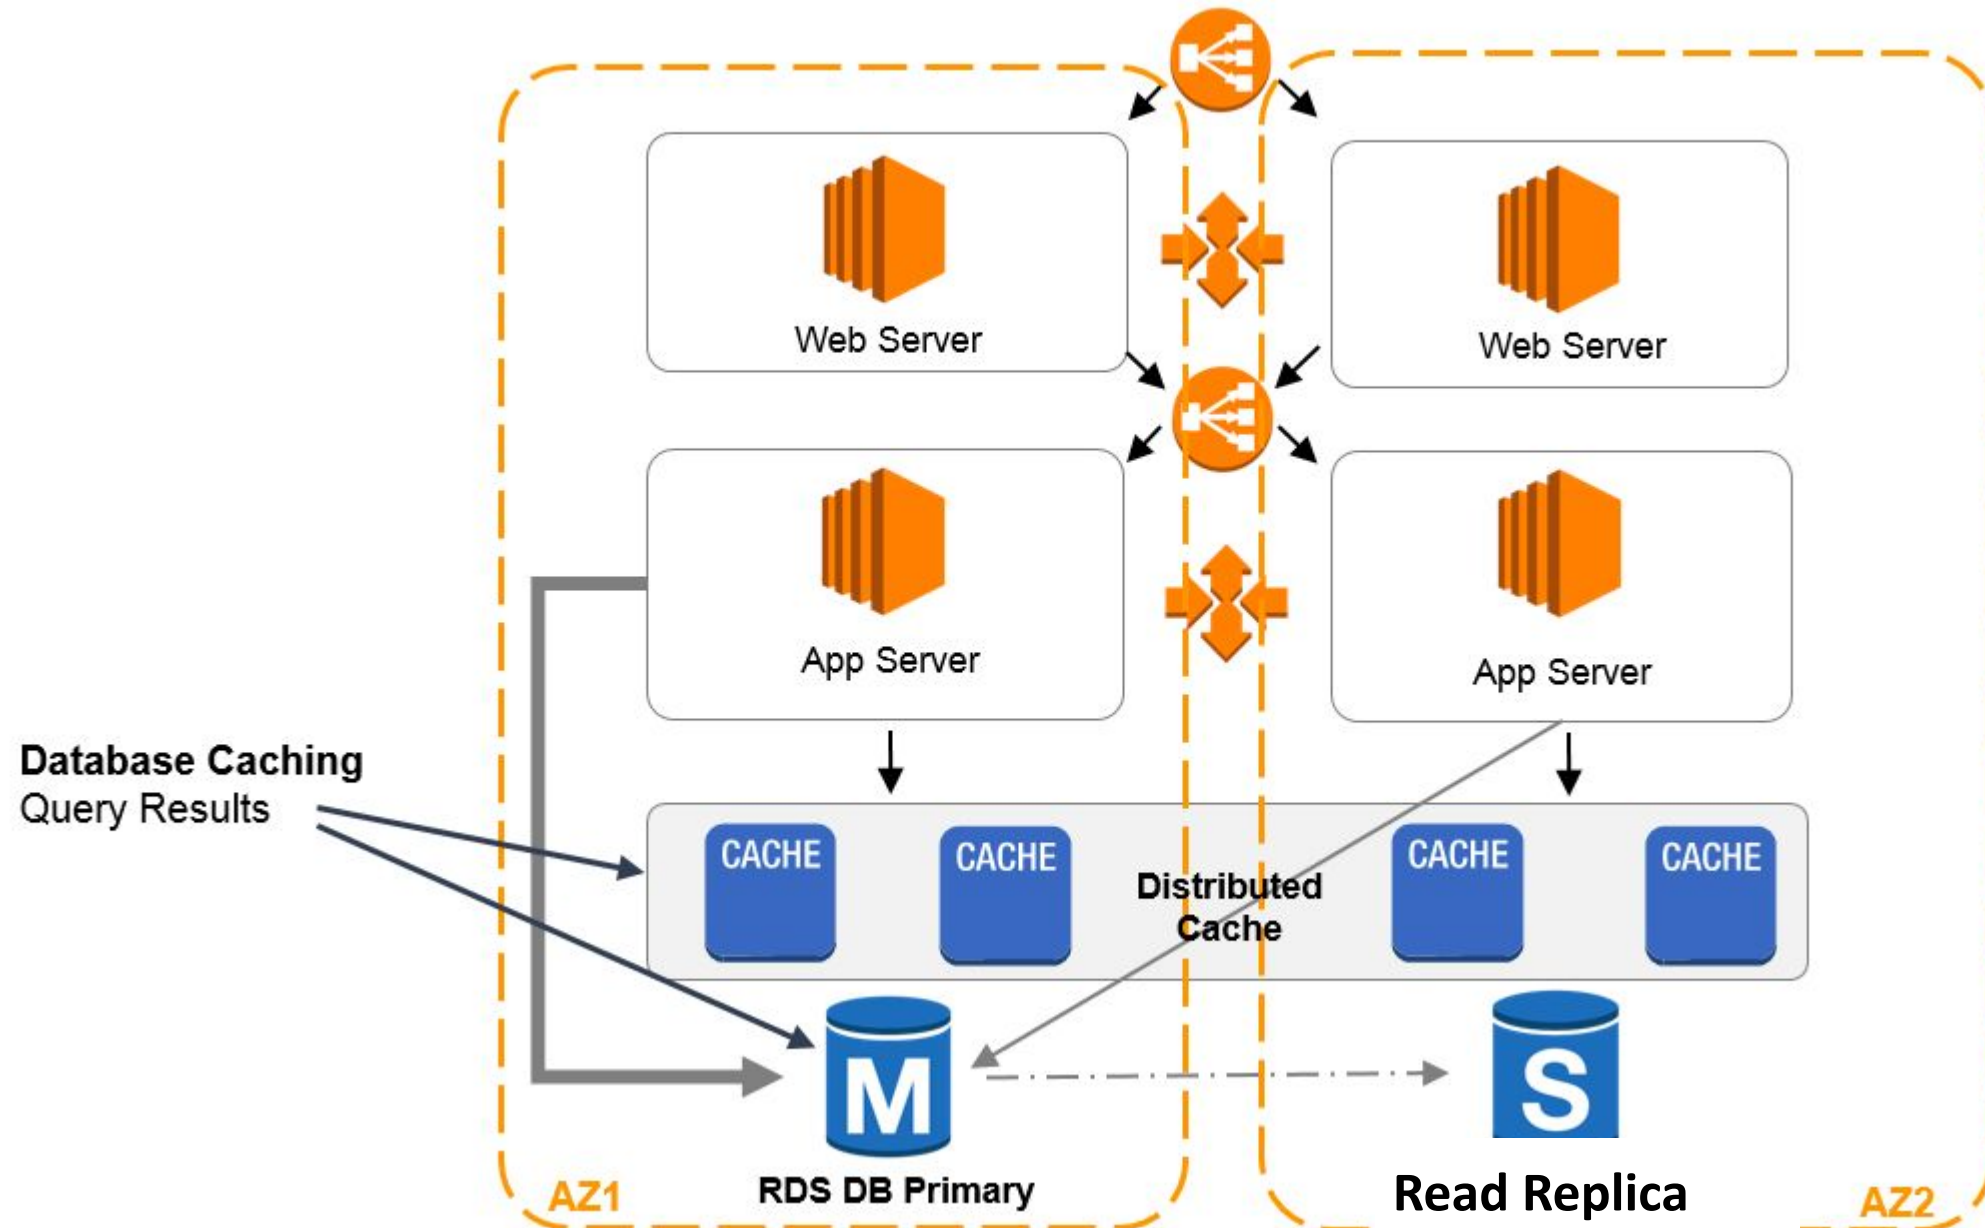 Web Server
Web Server
App Server
App Server
Database Caching
Query Results
CACHE
CACHE
CACHE
CACHE
Distributed
Cache
M
S
RDS DB Primary
Read Replica
AZ1
AZ2